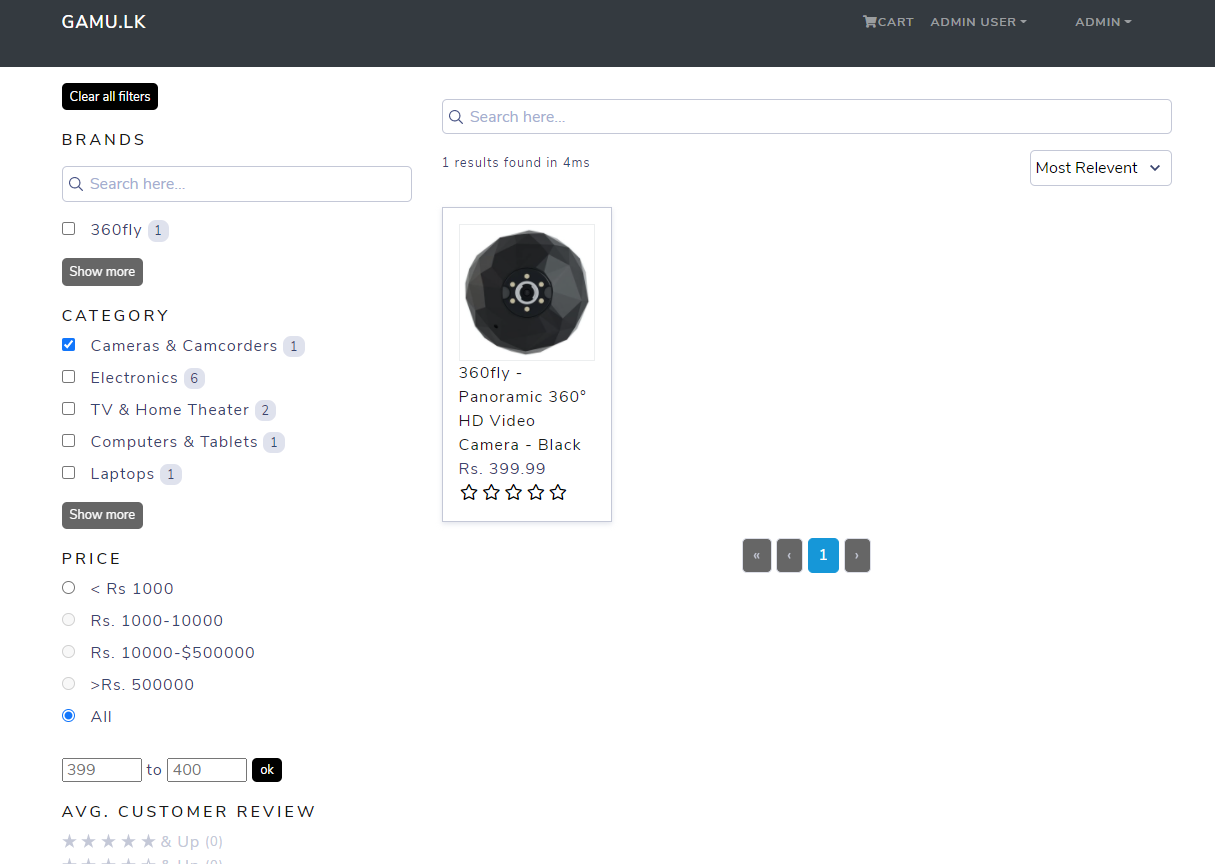 GAMU.LK
CART ADMIN USER ADMIN
Clear all filters
BRANDS
Search here...
360fly 1
Show more
CATEGORY
Cameras & Camcorders 1
Electronics 6
TV & Home Theater 2
Computers & Tablets 1
Laptops 1
Show more
PRICE
< Rs 1000
Rs. 1000-10000
Rs. 10000-$500000
>Rs. 500000
All
399 to 400 ok
AVG. CUSTOMER REVIEW
& Up (0)
& Up (0)
Search here...
1 results found in 4ms
Most Relevent
360fly -
Panoramic 360°
HD Video
Camera - Black
Rs. 399.99
« ‹ 1 ›